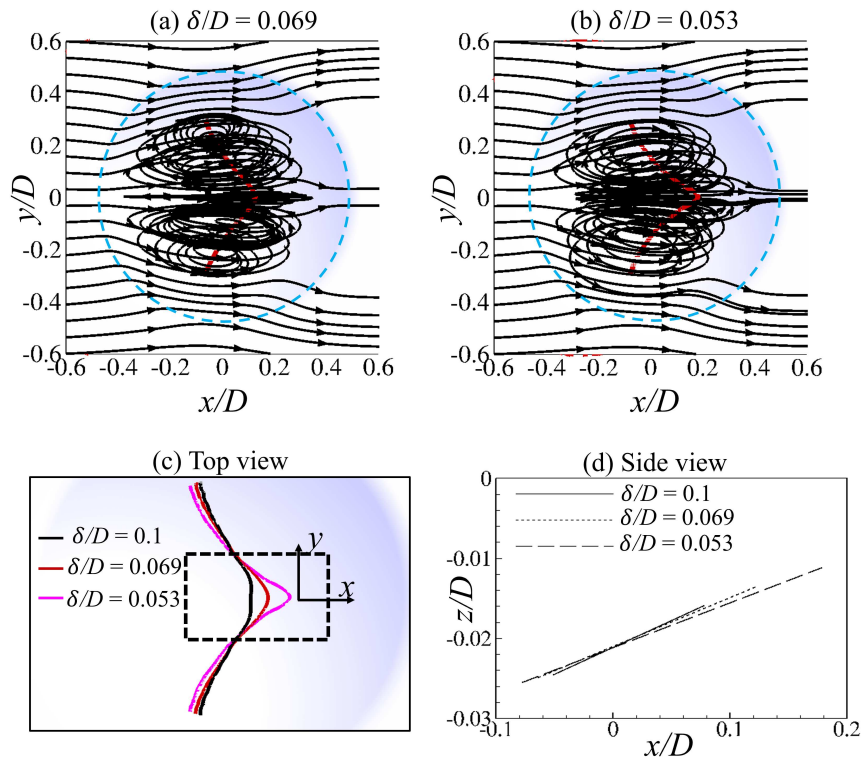 (a) δ/D = 0.069
(b) δ/D = 0.053
0.6
0.4
0.2
0
-0.2
-0.4
-0.6
y/D
-0.6 -0.4 -0.2 0 0.2 0.4 0.6
x/D
0.6
0.4
0.2
0
-0.2
-0.4
-0.6
y/D
-0.6 -0.4 -0.2 0 0.2 0.4 0.6
x/D
(c) Top view
δ/D = 0.1
δ/D = 0.069
δ/D = 0.053
y
x
(d) Side view
δ/D = 0.1
δ/D = 0.069
δ/D = 0.053
0
-0.01
-0.02
-0.03
z/D
-0.1 0 0.1 0.2
x/D